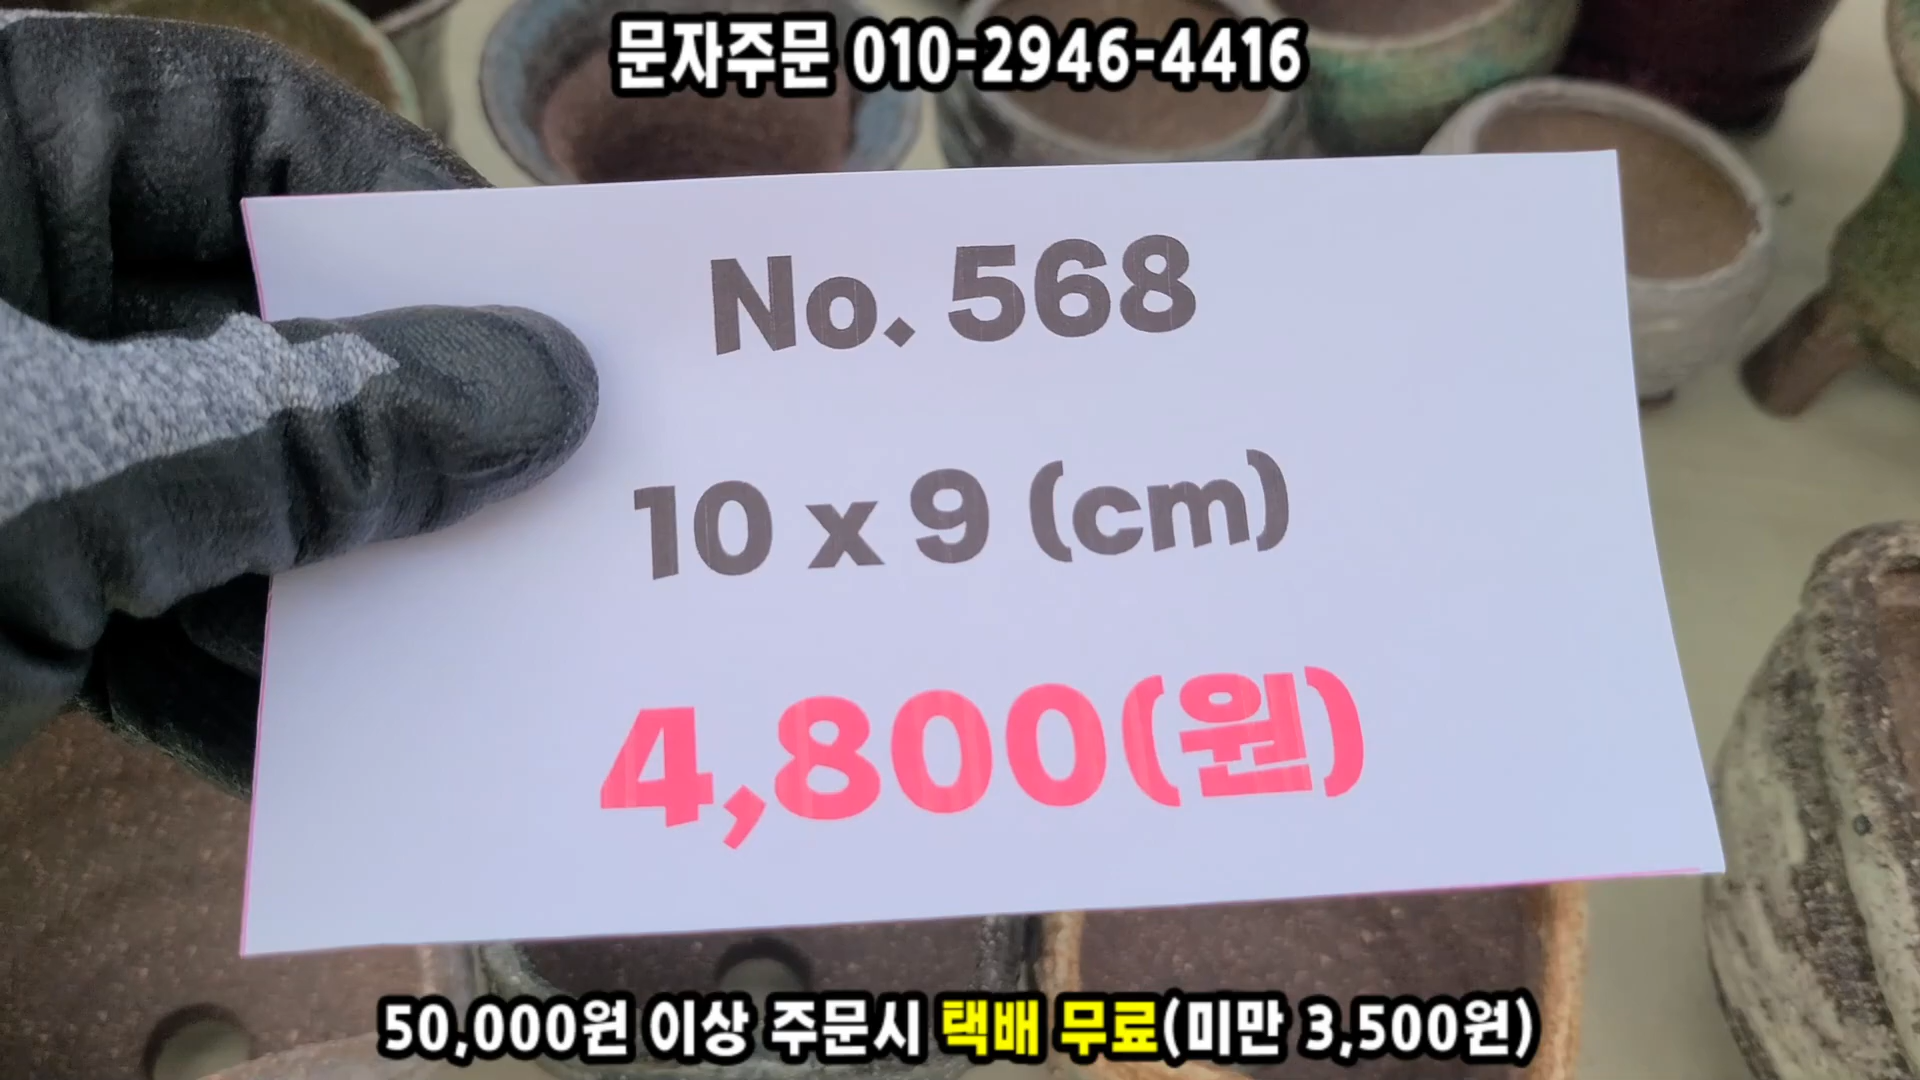 문자주문 010-2946-4416
No. 568
10 x 9 (cm)
4,800(원)
50,000원 이상 주문시 택배 무료(미만 3,500원)